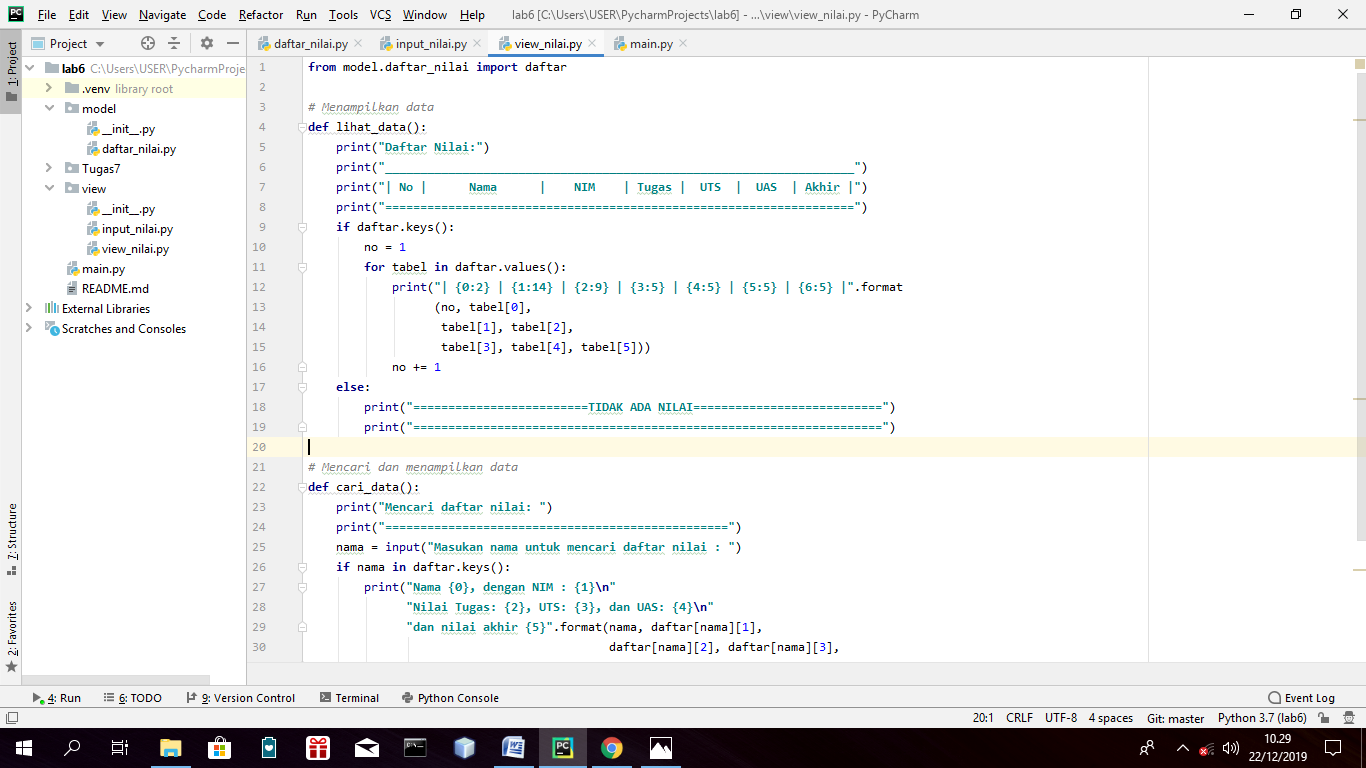 File Edit View Navigate Code Refactor Run Tools VCS Window Help lab6 [C:\Users\USER\PycharmProjects\lab6] - ...\view\view_nilai.py - PyCharm
Project
daftar_nilai.py
input_nilai.py
view_nilai.py
main.py
1: Project
7: Structure
2: Favorites
lab6 C:\Users\USER\PycharmProje
.venv library root
model
__init__.py
daftar_nilai.py
Tugas7
view
__init__.py
input_nilai.py
view_nilai.py
main.py
README.md
External Libraries
Scratches and Consoles
1 from model.daftar_nilai import daftar
2
3 # Menampilkan data
4 def lihat_data():
5     print("Daftar Nilai:")
6     print("___________________________________________________________________")
7     print("| No |      Nama      |    NIM    | Tugas |  UTS  |  UAS  | Akhir |")
8     print("===================================================================")
9     if daftar.keys():
10         no = 1
11         for tabel in daftar.values():
12             print("| {0:2} | {1:14} | {2:9} | {3:5} | {4:5} | {5:5} | {6:5} |".format
13                   (no, tabel[0],
14                    tabel[1], tabel[2],
15                    tabel[3], tabel[4], tabel[5]))
16             no += 1
17     else:
18         print("=========================TIDAK ADA NILAI===========================")
19         print("===================================================================")
20
21 # Mencari dan menampilkan data
22 def cari_data():
23     print("Mencari daftar nilai: ")
24     print("=================================================")
25     nama = input("Masukan nama untuk mencari daftar nilai : ")
26     if nama in daftar.keys():
27         print("Nama {0}, dengan NIM : {1}\n"
28               "Nilai Tugas: {2}, UTS: {3}, dan UAS: {4}\n"
29               "dan nilai akhir {5}".format(nama, daftar[nama][1],
30                                            daftar[nama][2], daftar[nama][3],
4: Run 6: TODO 9: Version Control Terminal Python Console Event Log
20:1 CRLF UTF-8 4 spaces Git: master Python 3.7 (lab6)
10.29
22/12/2019